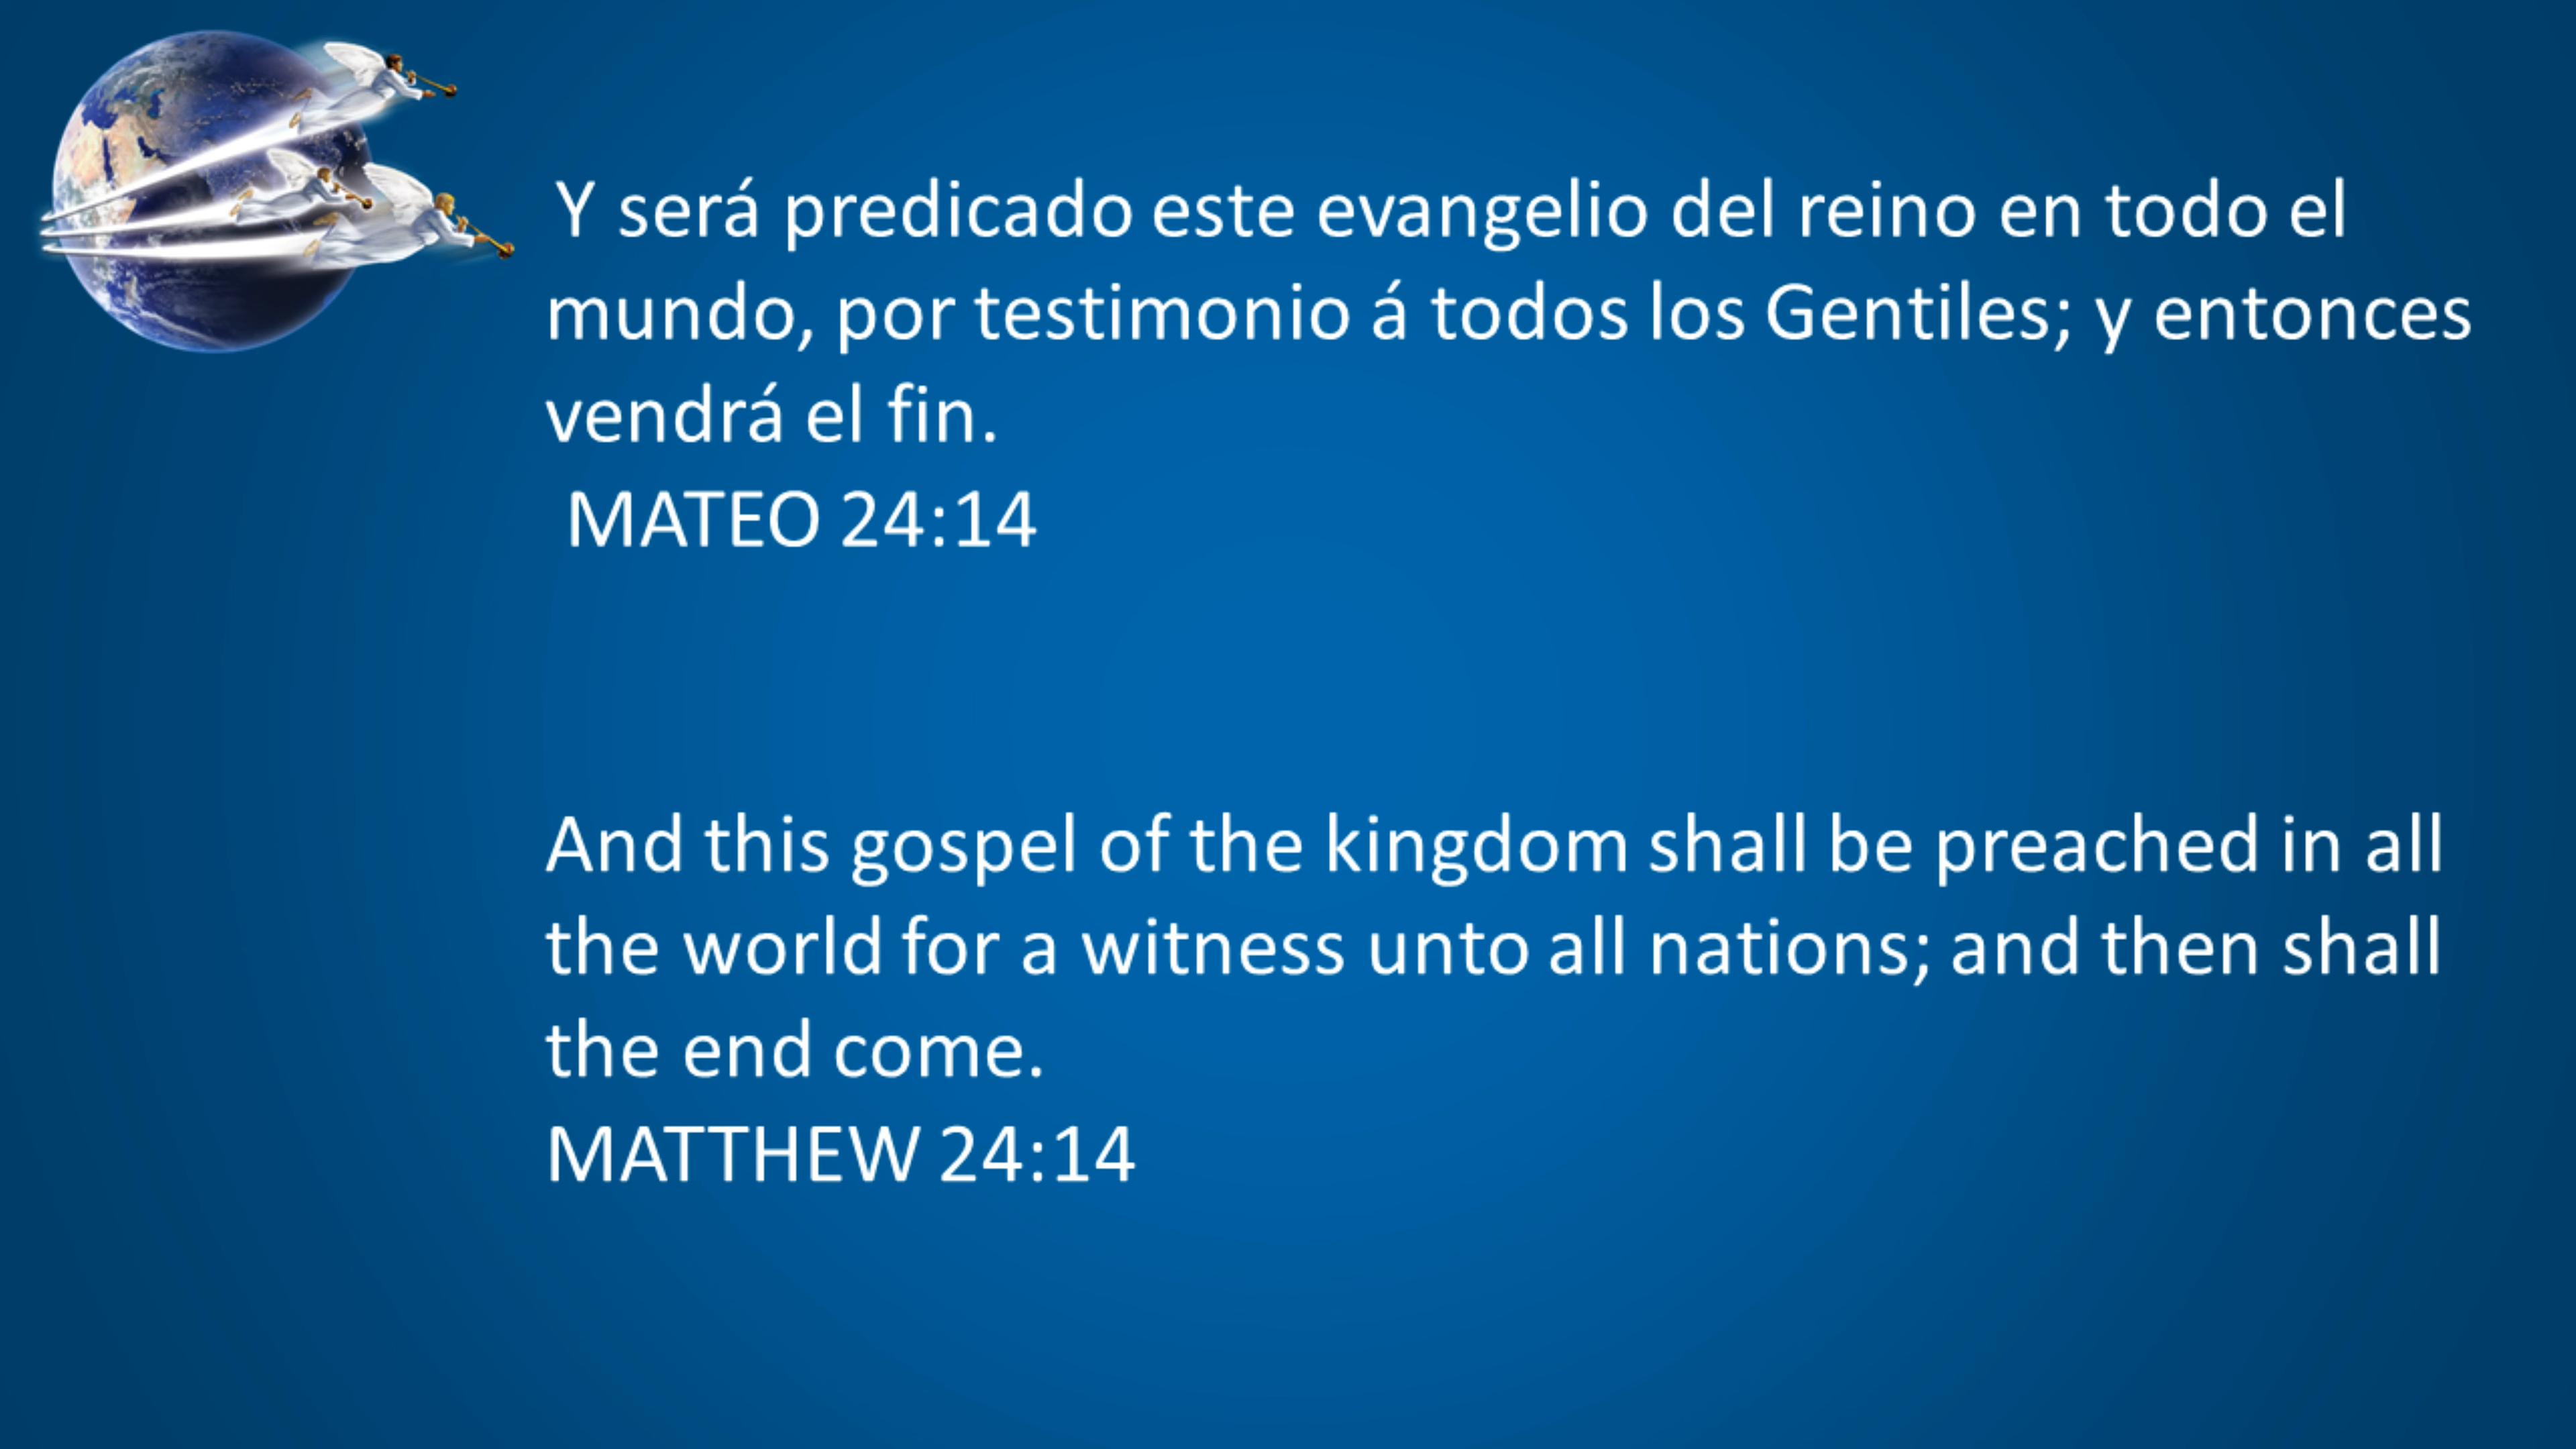 Y será predicado este evangelio del reino en todo el
mundo, por testimonio á todos los Gentiles; y entonces
vendrá el fin.
MATEO 24:14
And this gospel of the kingdom shall be preached in all
the world for a witness unto all nations; and then shall
the end come.
MATTHEW 24:14